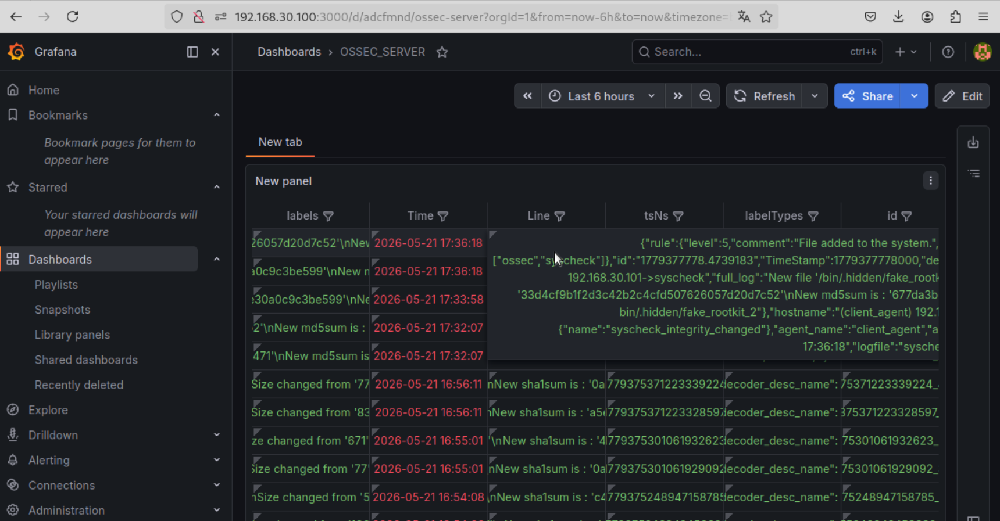 192.168.30.100:3000/d/adcfmnd/ossec-server?orgId=1&from=now-6h&to=now&timezone=
Grafana
Dashboards › OSSEC_SERVER
Search...
ctrl+k
Home
Bookmarks
Bookmark pages for them to
appear here
Starred
Your starred dashboards will
appear here
Dashboards
Playlists
Snapshots
Library panels
Shared dashboards
Recently deleted
Explore
Drilldown
Alerting
Connections
Administration
Last 6 hours
Refresh
Share
Edit
New tab
New panel
labels Time Line tsNs labelTypes id
26057d20d7c52'\nNew 2026-05-21 17:36:18
a0c9c3be599'\nNew m 2026-05-21 17:36:18
e30a0c9c3be599'\nNe 2026-05-21 17:33:58
2'\nNew md5sum is : 2026-05-21 17:32:07
471'\nNew md5sum is 2026-05-21 17:32:07
{"rule":{"level":5,"comment":"File added to the system.",
["ossec","syscheck"]},"id":"1779377778.4739183","TimeStamp":1779377778000,"de
192.168.30.101->syscheck","full_log":"New file '/bin/.hidden/fake_rootk
'33d4cf9b1f2d3c42b2c4cfd507626057d20d7c52'\nNew md5sum is : '677da3b
bin/.hidden/fake_rootkit_2"},"hostname":"(client_agent) 192.1
{"name":"syscheck_integrity_changed"},"agent_name":"client_agent","a
17:36:18","logfile":"sysche
Size changed from '77 2026-05-21 16:56:11 nNew sha1sum is : '0a 779375371223339224 decoder_desc_name": 75371223339224_
Size changed from '83 2026-05-21 16:56:11 nNew sha1sum is : 'a5e 779375371223328597 decoder_desc_name": 375371223328597_
ze changed from '671' 2026-05-21 16:55:01 '\nNew sha1sum is : '4 779375301061932623 decoder_desc_name": 75301061932623_
Size changed from '77' 2026-05-21 16:55:01 nNew sha1sum is : '0a 779375301061929092 decoder_desc_name": 75301061929092_
nSize changed from '5 2026-05-21 16:54:08 \nNew sha1sum is : 'c4 779375248947158785 decoder_desc_name": 75248947158785_